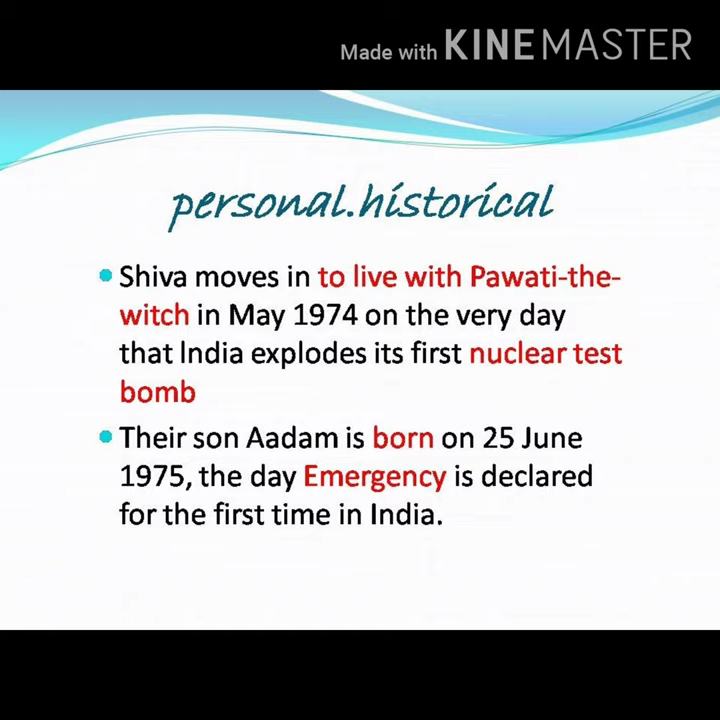 Made with KINEMASTER
personal.historical
Shiva moves in to live with Pawati-the-
witch in May 1974 on the very day
that India explodes its first nuclear test
bomb
Their son Aadam is born on 25 June
1975, the day Emergency is declared
for the first time in India.